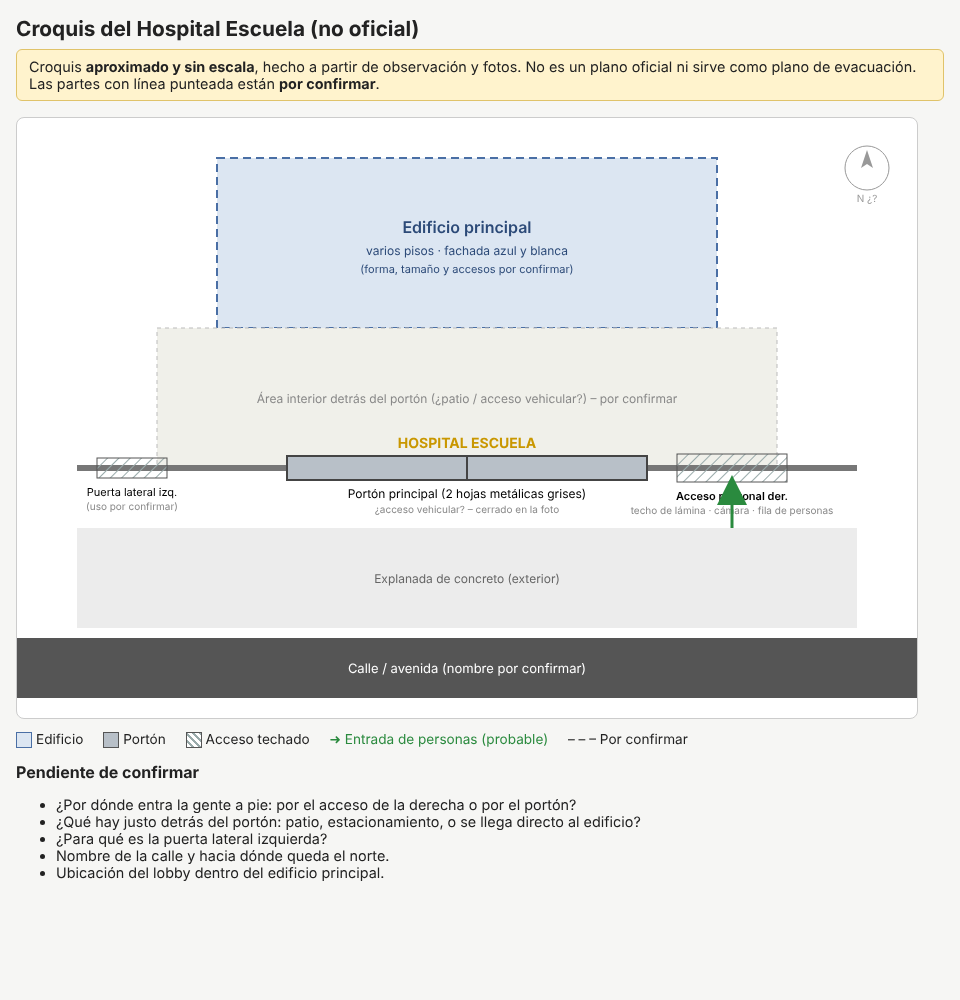 Croquis del Hospital Escuela (no oficial)
Croquis aproximado y sin escala, hecho a partir de observación y fotos. No es un plano oficial ni sirve como plano de evacuación.
Las partes con línea punteada están por confirmar.
N ¿?
Edificio principal
varios pisos · fachada azul y blanca
(forma, tamaño y accesos por confirmar)
Área interior detrás del portón (¿patio / acceso vehicular?) – por confirmar
HOSPITAL ESCUELA
Puerta lateral izq.
(uso por confirmar)
Portón principal (2 hojas metálicas grises)
¿acceso vehicular? – cerrado en la foto
Acceso der.
techo de lámina · cámara · fila de personas
Explanada de concreto (exterior)
Calle / avenida (nombre por confirmar)
Edificio Portón Acceso techado ➜ Entrada de personas (probable) – – – Por confirmar
Pendiente de confirmar
• ¿Por dónde entra la gente a pie: por el acceso de la derecha o por el portón?
• ¿Qué hay justo detrás del portón: patio, estacionamiento, o se llega directo al edificio?
• ¿Para qué es la puerta lateral izquierda?
• Nombre de la calle y hacia dónde queda el norte.
• Ubicación del lobby dentro del edificio principal.